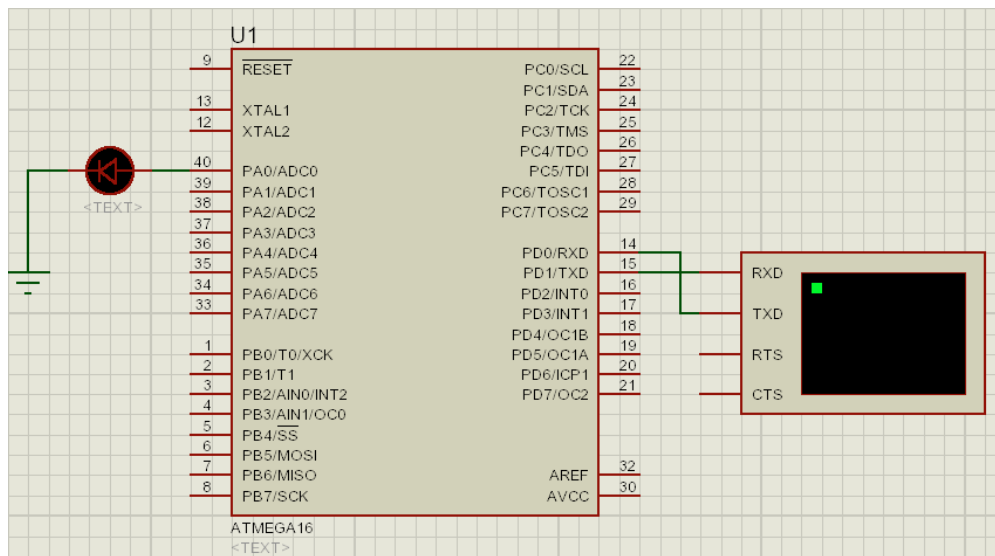 U1
9 RESET
13 XTAL1
12 XTAL2
40 PA0/ADC0
39 PA1/ADC1
38 PA2/ADC2
37 PA3/ADC3
36 PA4/ADC4
35 PA5/ADC5
34 PA6/ADC6
33 PA7/ADC7
1 PB0/T0/XCK
2 PB1/T1
3 PB2/AIN0/INT2
4 PB3/AIN1/OC0
5 PB4/SS
6 PB5/MOSI
7 PB6/MISO
8 PB7/SCK
PC0/SCL 22
PC1/SDA 23
PC2/TCK 24
PC3/TMS 25
PC4/TDO 26
PC5/TDI 27
PC6/TOSC1 28
PC7/TOSC2 29
PD0/RXD 14
PD1/TXD 15
PD2/INT0 16
PD3/INT1 17
PD4/OC1B 18
PD5/OC1A 19
PD6/ICP1 20
PD7/OC2 21
AREF 32
AVCC 30
ATMEGA16
<TEXT>
<TEXT>
RXD
TXD
RTS
CTS